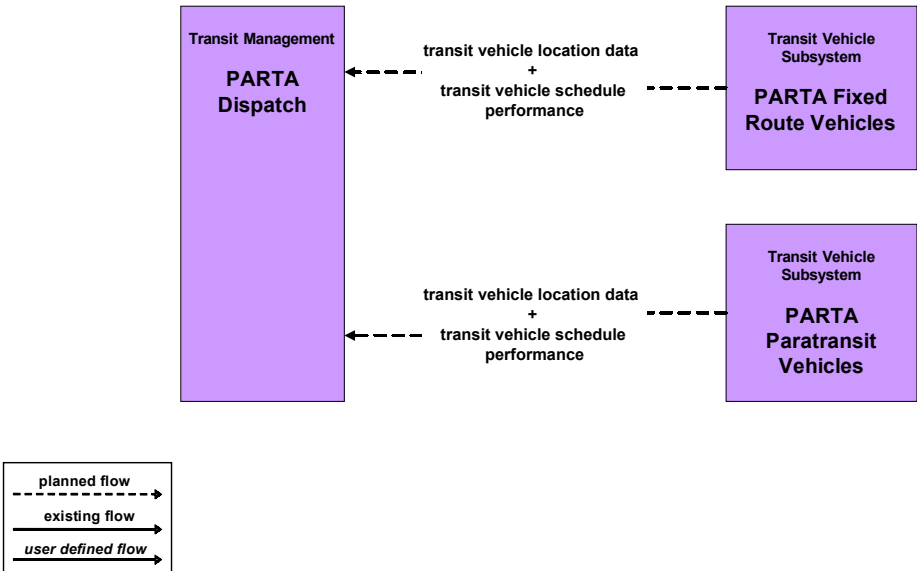 Transit Management
PARTA
Dispatch
transit vehicle location data
+
transit vehicle schedule
performance
Transit Vehicle
Subsystem
PARTA Fixed
Route Vehicles
transit vehicle location data
+
transit vehicle schedule
performance
Transit Vehicle
Subsystem
PARTA
Paratransit
Vehicles
planned flow
existing flow
user defined flow